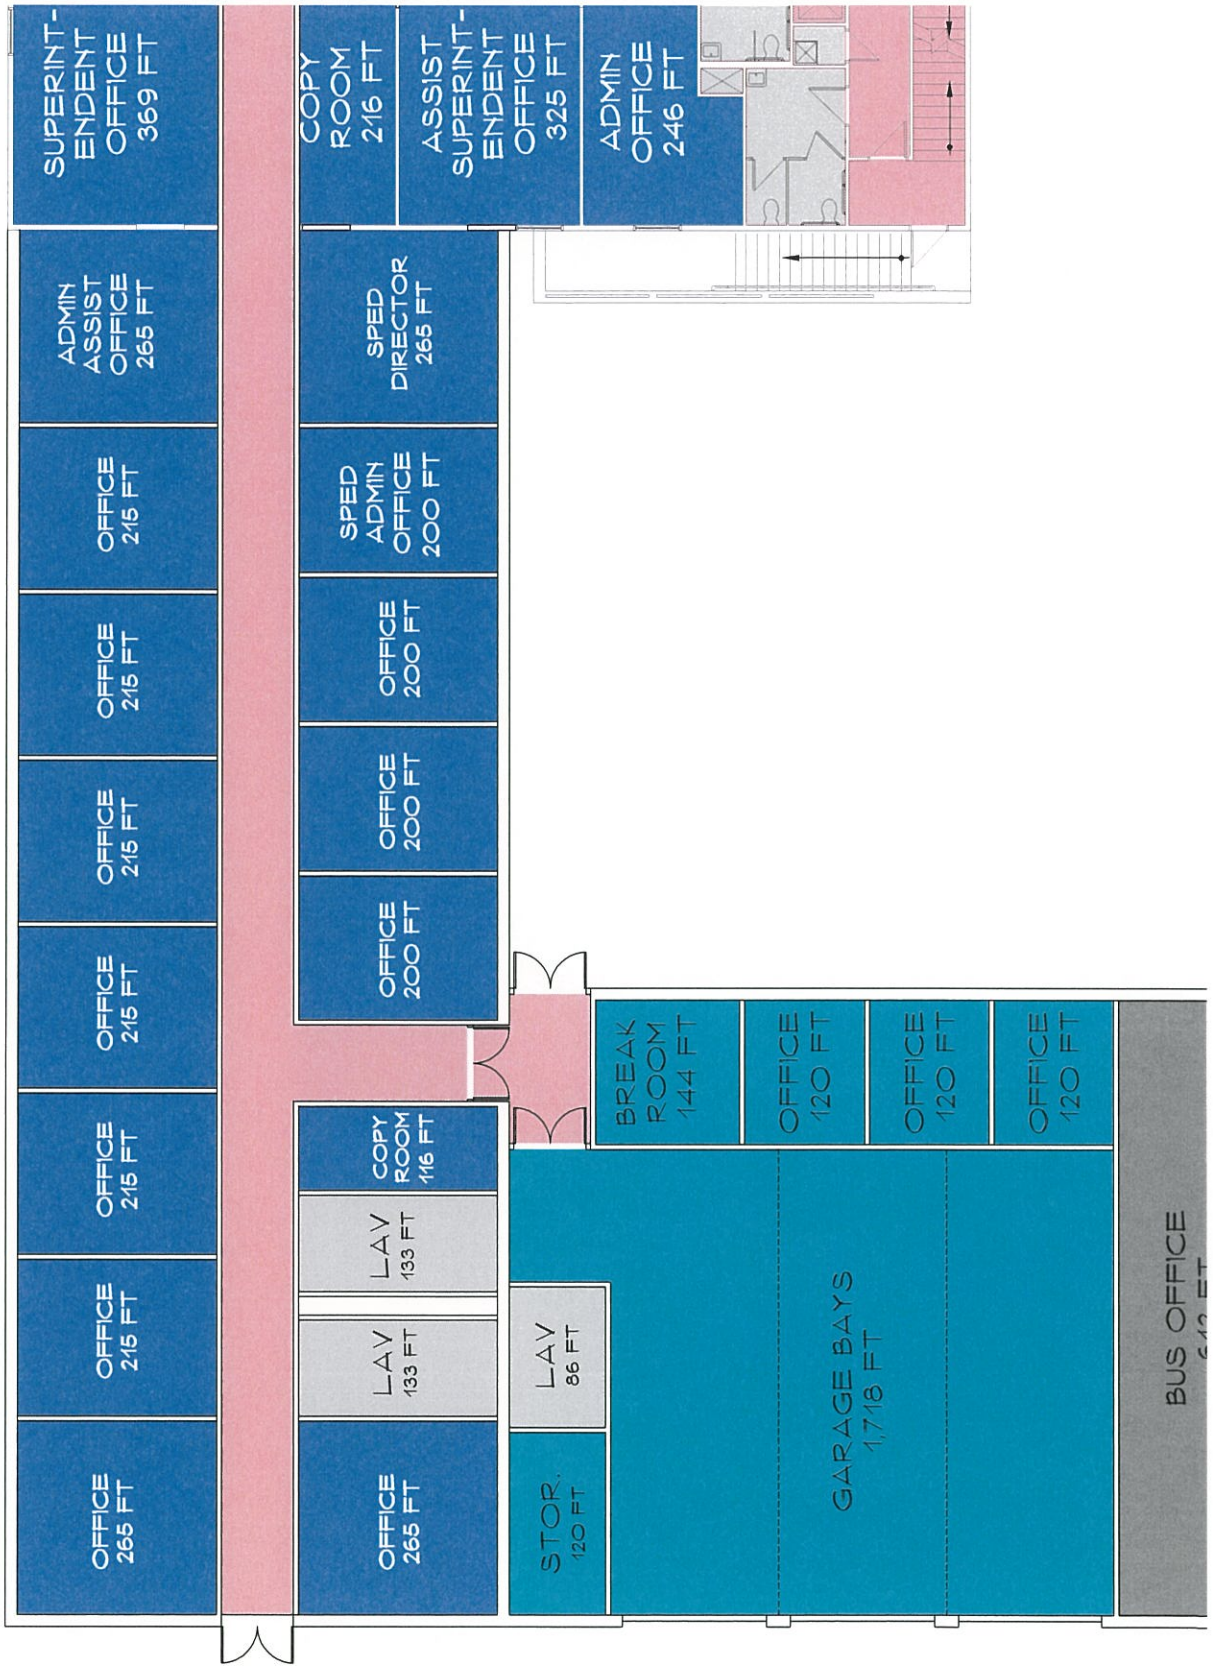 SUPERINT-
ENDENT
OFFICE
369 FT
COPY
ROOM
216 FT
ASSIST
SUPERINT-
ENDENT
OFFICE
325 FT
ADMIN
OFFICE
246 FT
ADMIN
ASSIST
OFFICE
265 FT
SPED
DIRECTOR
265 FT
OFFICE
215 FT
SPED
ADMIN
OFFICE
200 FT
OFFICE
215 FT
OFFICE
200 FT
OFFICE
215 FT
OFFICE
200 FT
OFFICE
215 FT
OFFICE
200 FT
BREAK
ROOM
144 FT
OFFICE
120 FT
OFFICE
120 FT
OFFICE
120 FT
OFFICE
215 FT
COPY
ROOM
116 FT
LAV
133 FT
OFFICE
215 FT
LAV
133 FT
LAV
86 FT
GARAGE BAYS
1,718 FT
BUS OFFICE
OFFICE
265 FT
OFFICE
265 FT
STOR.
120 FT